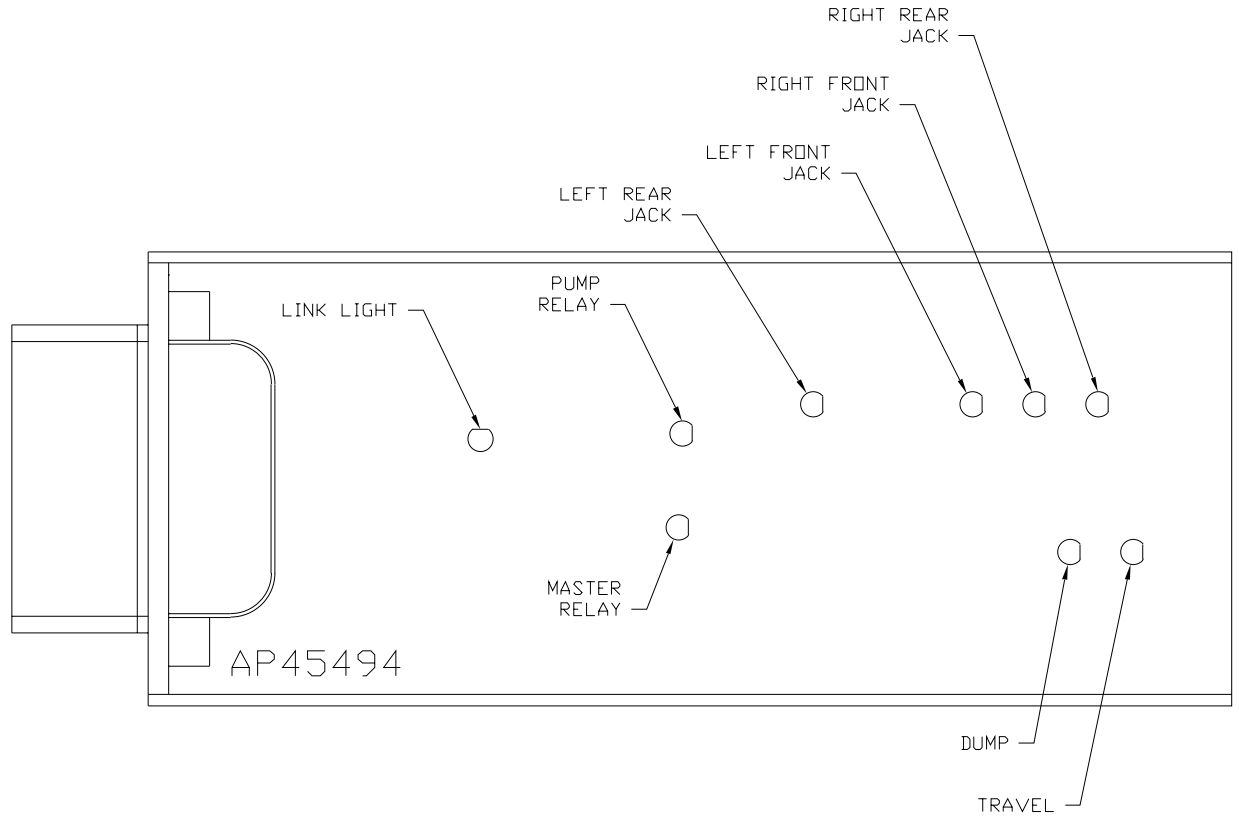 RIGHT REAR
JACK
RIGHT FRONT
JACK
LEFT FRONT
JACK
LEFT REAR
JACK
PUMP
RELAY
LINK LIGHT
MASTER
RELAY
AP45494
DUMP
TRAVEL